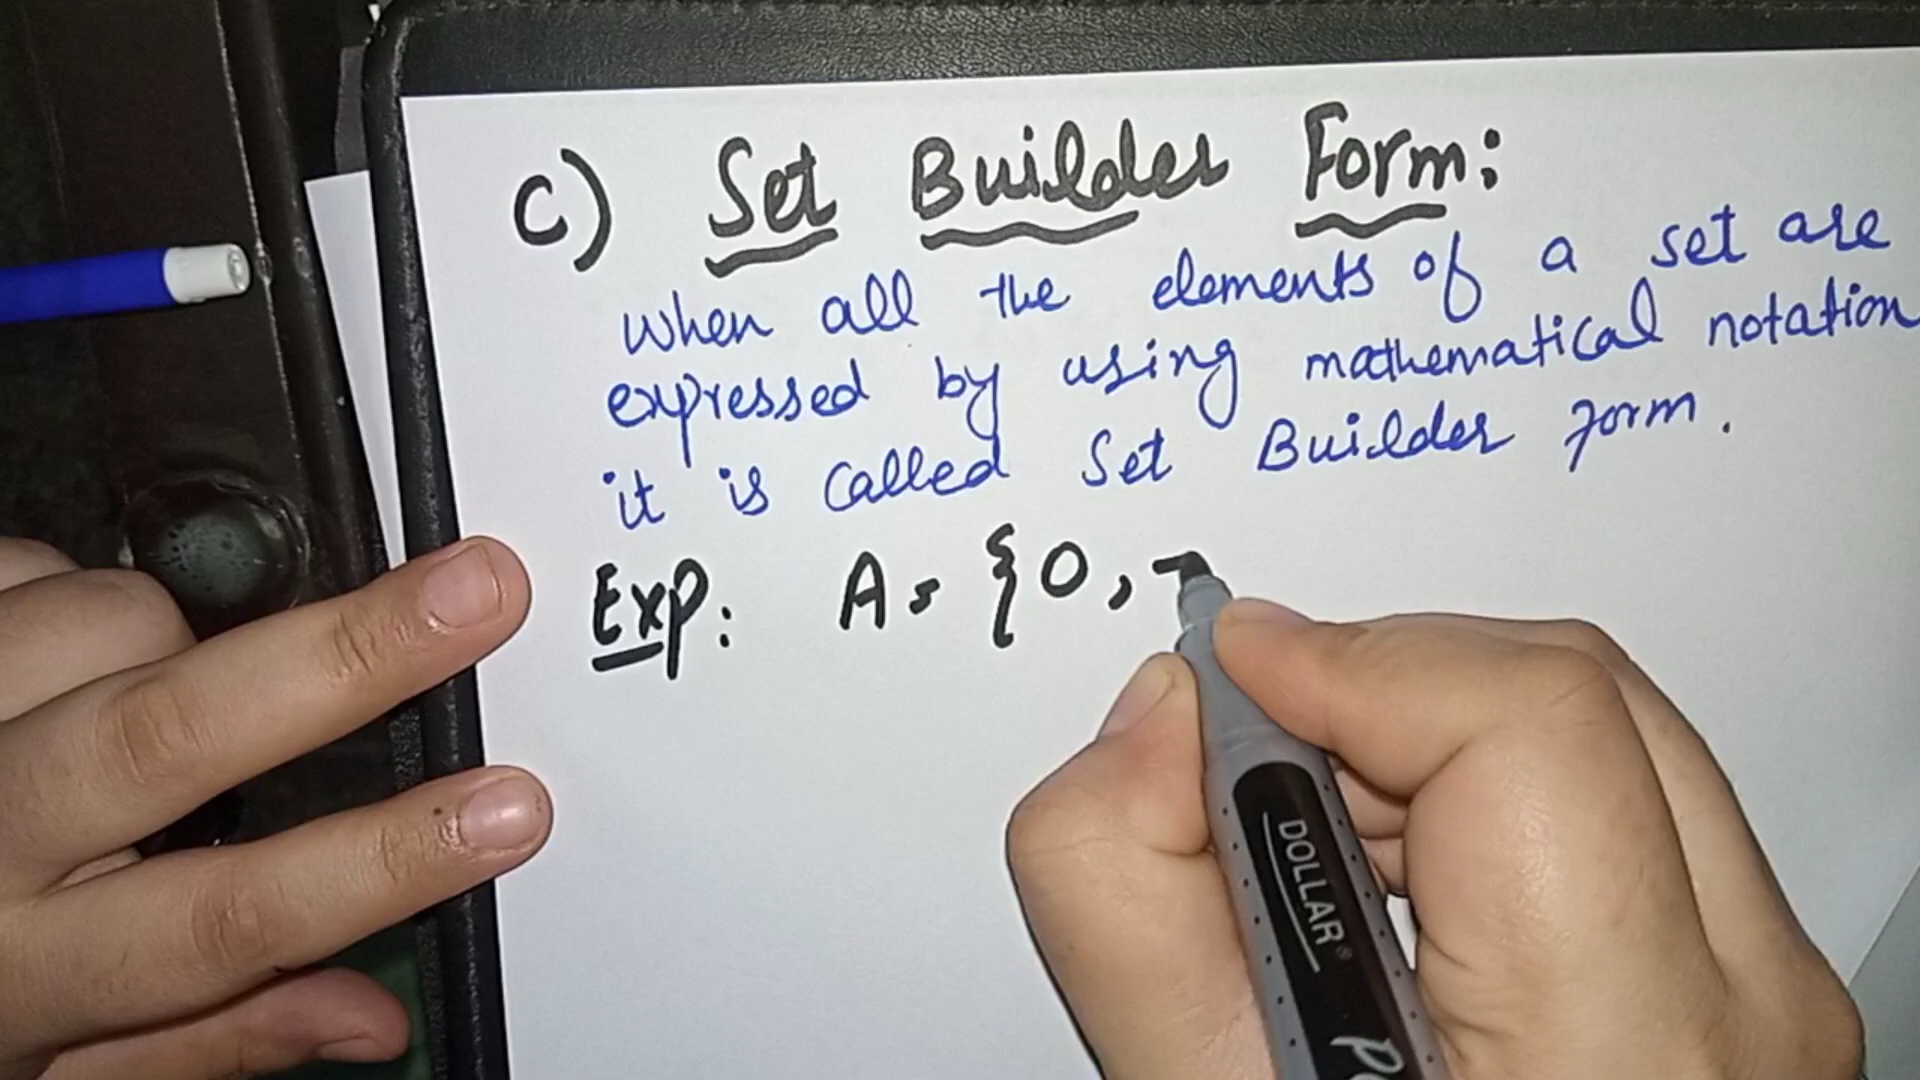 C) Set Builder Form:
when all the elements of a set are
expressed by using mathematical notation
it is called Set Builder form.
Exp: A = {0, -
DOLLAR®